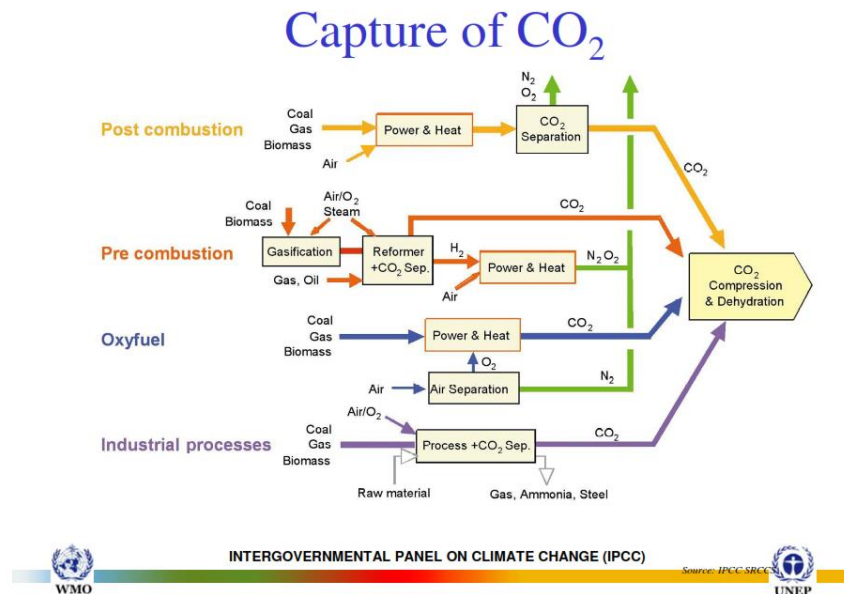 Capture of CO₂
N₂
O₂
Post combustion
Coal
Gas
Biomass
Air
Power & Heat
CO₂
Separation
CO₂
Pre combustion
Coal
Biomass
Air/O₂
Steam
Gasification
Reformer
+CO₂ Sep.
Gas, Oil
H₂
Air
Power & Heat
N₂O₂
CO₂
CO₂
Compression
& Dehydration
Oxyfuel
Coal
Gas
Biomass
Power & Heat
CO₂
O₂
Air
Air Separation
N₂
Industrial processes
Air/O₂
Coal
Gas
Biomass
Process +CO₂ Sep.
CO₂
Raw material
Gas, Ammonia, Steel
INTERGOVERNMENTAL PANEL ON CLIMATE CHANGE (IPCC)
Source: IPCC SRCCS
WMO
UNEP